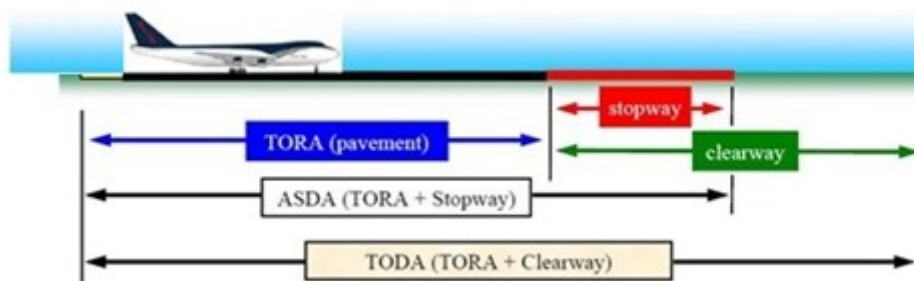 stopway
TORA (pavement)
clearway
ASDA (TORA + Stopway)
TODA (TORA + Clearway)